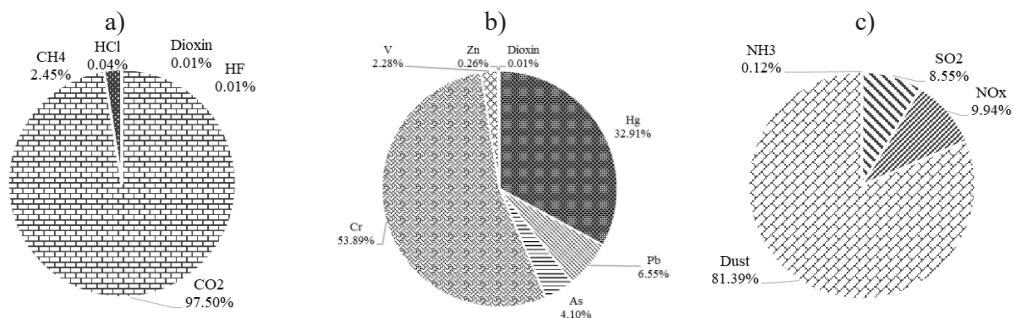 a)
CH4
2.45%
HCl
0.04%
Dioxin
0.01%
HF
0.01%
CO2
97.50%
b)
V
2.28%
Zn
0.26%
Dioxin
0.01%
Hg
32.91%
Pb
6.55%
As
4.10%
Cr
53.89%
c)
NH3
0.12%
SO2
8.55%
NOx
9.94%
Dust
81.39%